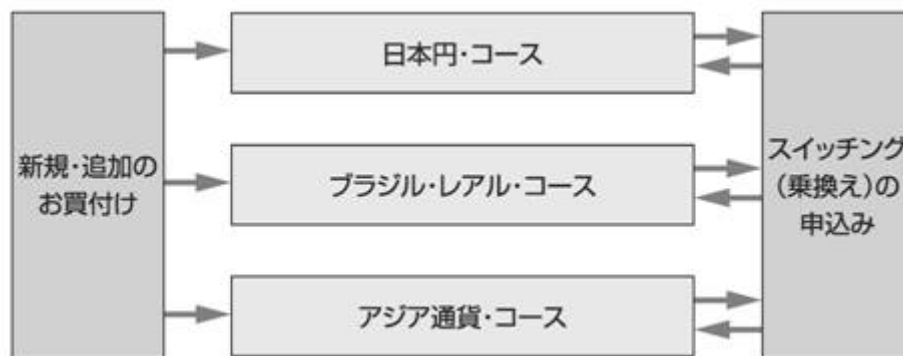 新規・追加の
お買付け
日本円・コース
ブラジル・レアル・コース
アジア通貨・コース
スイッチング
(乗換え)の
申込み